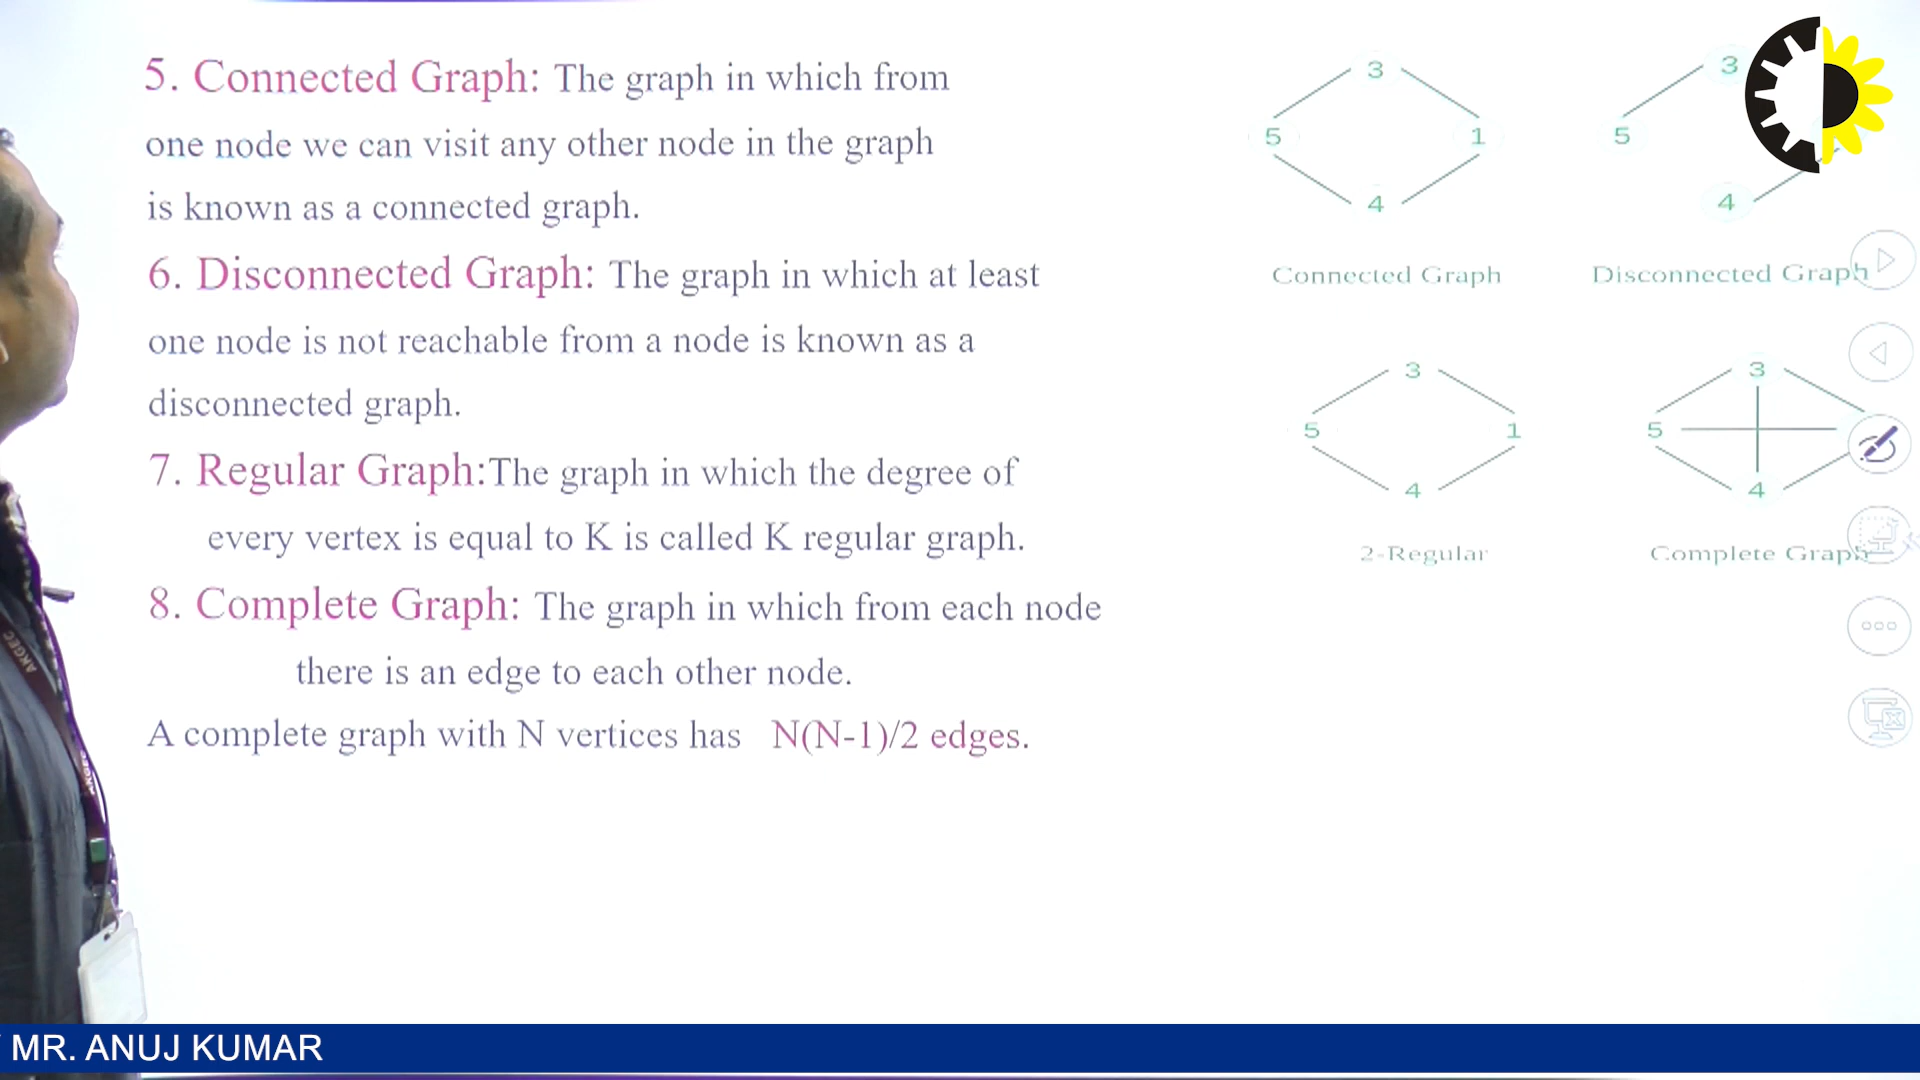 5. Connected Graph: The graph in which from
one node we can visit any other node in the graph
is known as a connected graph.
6. Disconnected Graph: The graph in which at least
one node is not reachable from a node is known as a
disconnected graph.
7. Regular Graph:The graph in which the degree of
every vertex is equal to K is called K regular graph.
8. Complete Graph: The graph in which from each node
there is an edge to each other node.
A complete graph with N vertices has N(N-1)/2 edges.
3
5 1
4
Connected Graph
3
5
4
Disconnected Graph
3
5 1
4
2-Regular
3
5
4
Complete Graph
AKGEC
AKGEC
MR. ANUJ KUMAR